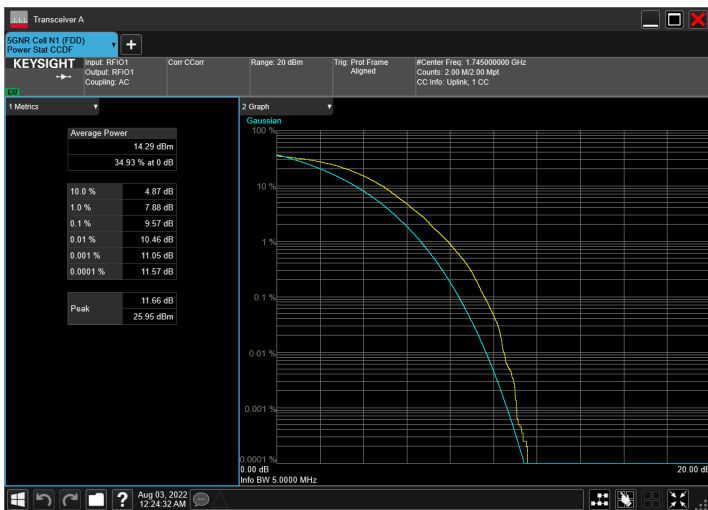 Transceiver A
5GNR Cell N1 (FDD)
Power Stat CCDF
KEYSIGHT
LXI
Input: RFIO1
Output: RFIO1
Coupling: AC
Corr CCorr
Range: 20 dBm
Trig: Prot Frame
Aligned
#Center Freq: 1.745000000 GHz
Counts: 2.00 M/2.00 Mpt
CC Info: Uplink, 1 CC
1 Metrics
Average Power
14.29 dBm
34.93 % at 0 dB
10.0 % 4.87 dB
1.0 % 7.88 dB
0.1 % 9.57 dB
0.01 % 10.46 dB
0.001 % 11.05 dB
0.0001 % 11.57 dB
Peak
11.66 dB
25.95 dBm
2 Graph
Gaussian
100 %
10 %
1 %
0.1 %
0.01 %
0.001 %
0.0001 %
0.00 dB 20.00 dB
Info BW 5.0000 MHz
Aug 03, 2022
12:24:32 AM